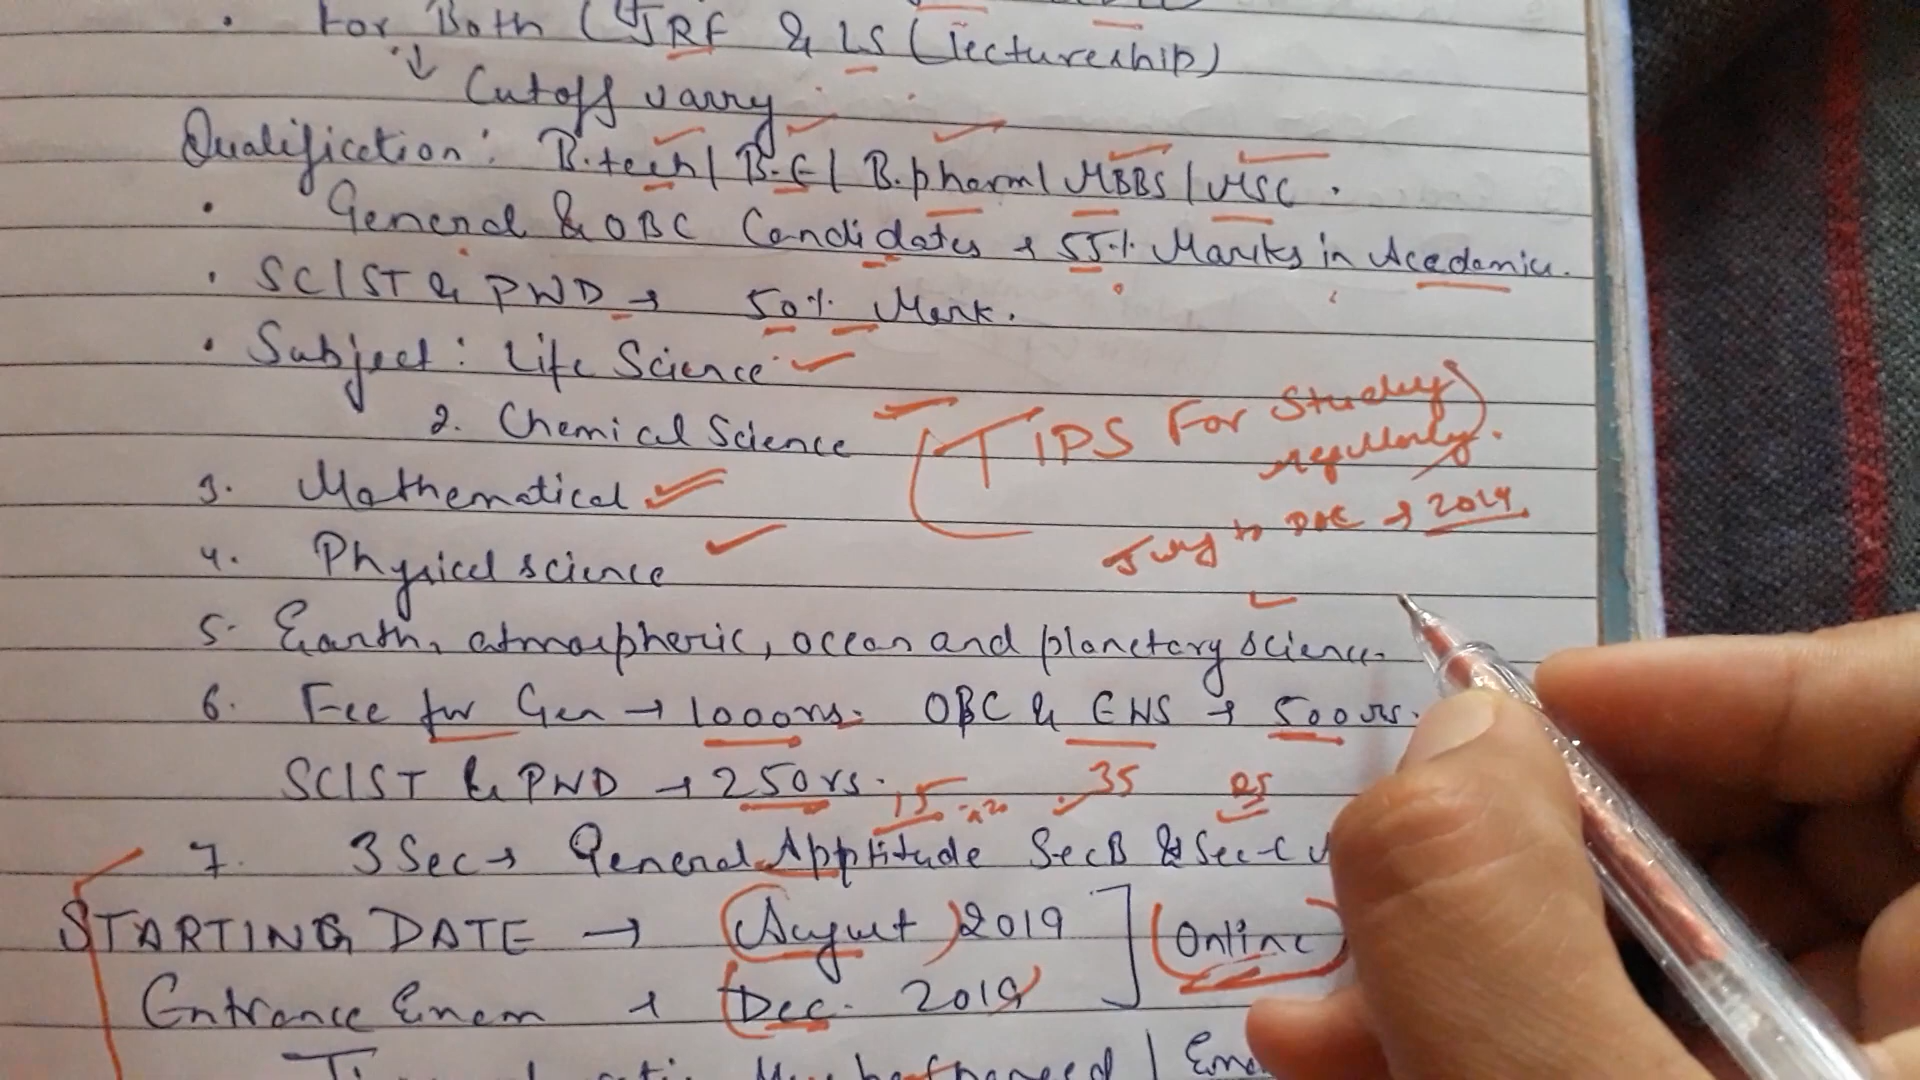 For Both (JRF & LS (lectureship)
↓ Cutoff varry
Qualification: B.tech/ B.E/ B.pharm/ MBBS / MSC.
• General & OBC Candidates → 55% Marks in Academic.
• SC/ST & PWD → 50% Mark.
• Subject: Life Science
2. Chemical Science
TIPS For Study
regularly.
3. Mathematical
to DEC → 2019.
4. Physical science
5. Earth, atmospheric, ocean and planetary science.
6. Fee for Gen → 1000rs. OBC & EWS → 500rs.
SC/ST & PWD → 250rs.
15 35 25
7. 3 Sec → General Apptitude Sec B & Sec-C
STARTING DATE → (August) 2019
(Online)
Entrance Exam → (Dec. 2019)